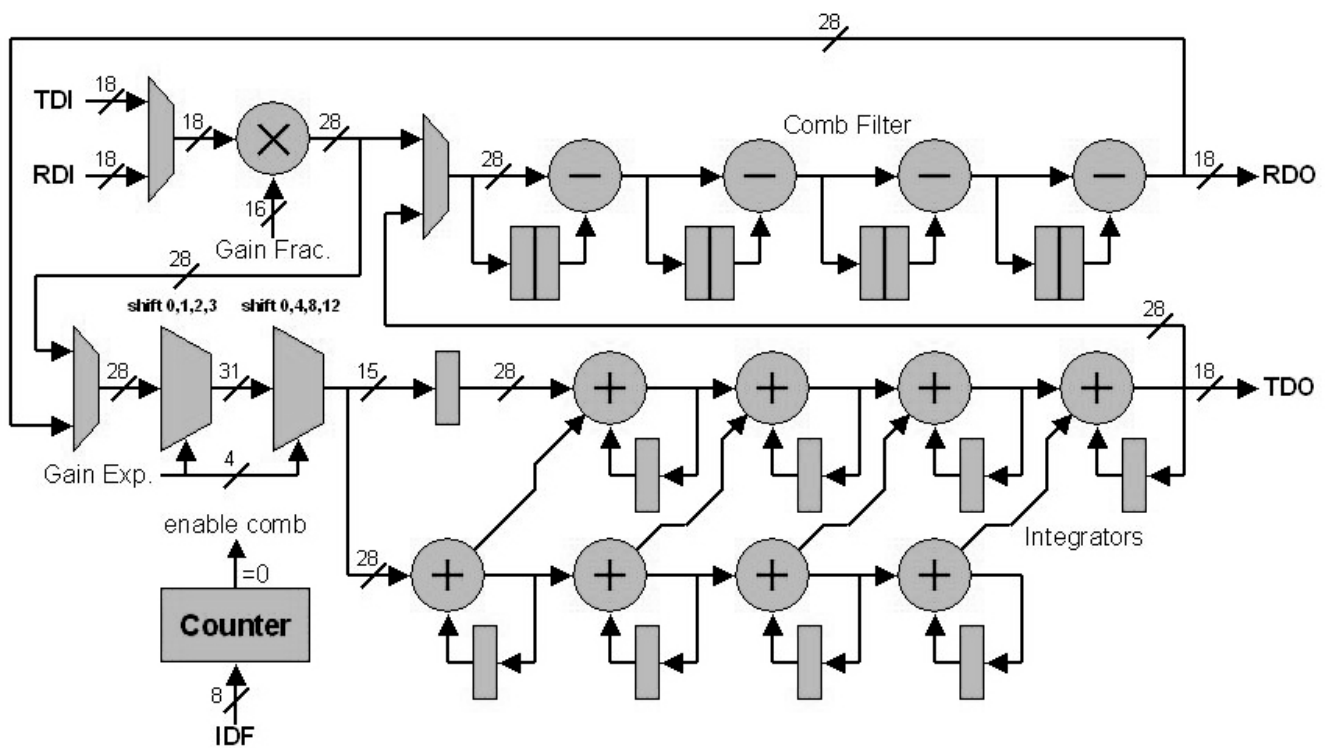 28
TDI 18
18 28
Comb Filter
RDI 18
28
18 RDO
16
Gain Frac.
28
shift 0,1,2,3 shift 0,4,8,12
28
28 31 15 28 18 TDO
Gain Exp. 4
enable comb
=0
Integrators
28
Counter
8
IDF